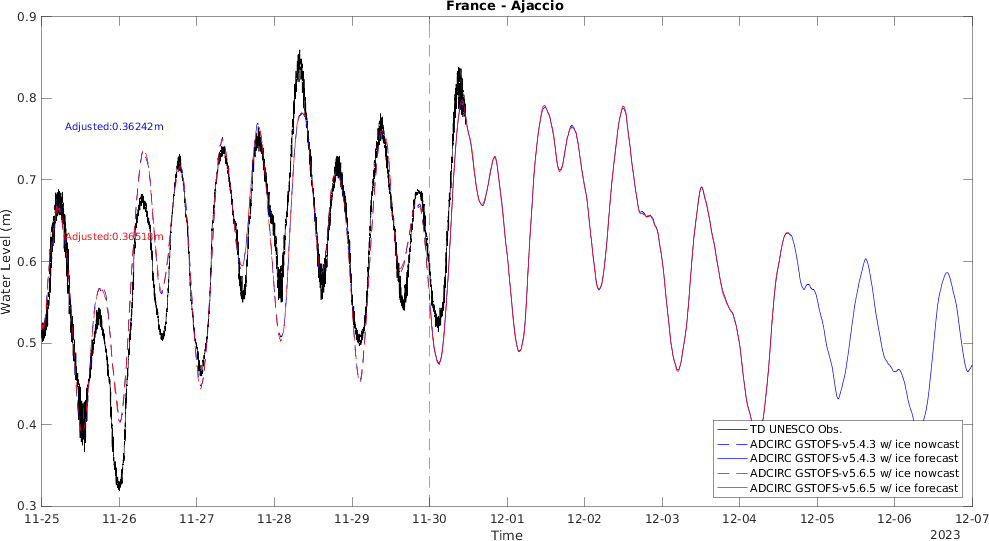 France - Ajaccio
0.9
0.8
0.7
0.6
0.5
0.4
0.3
Water Level (m)
Adjusted:0.36242m
Adjusted:0.36518m
TD UNESCO Obs.
ADCIRC GSTOFS-v5.4.3 w/ ice nowcast
ADCIRC GSTOFS-v5.4.3 w/ ice forecast
ADCIRC GSTOFS-v5.6.5 w/ ice nowcast
ADCIRC GSTOFS-v5.6.5 w/ ice forecast
11-25 11-26 11-27 11-28 11-29 11-30 12-01 12-02 12-03 12-04 12-05 12-06 12-07
Time
2023